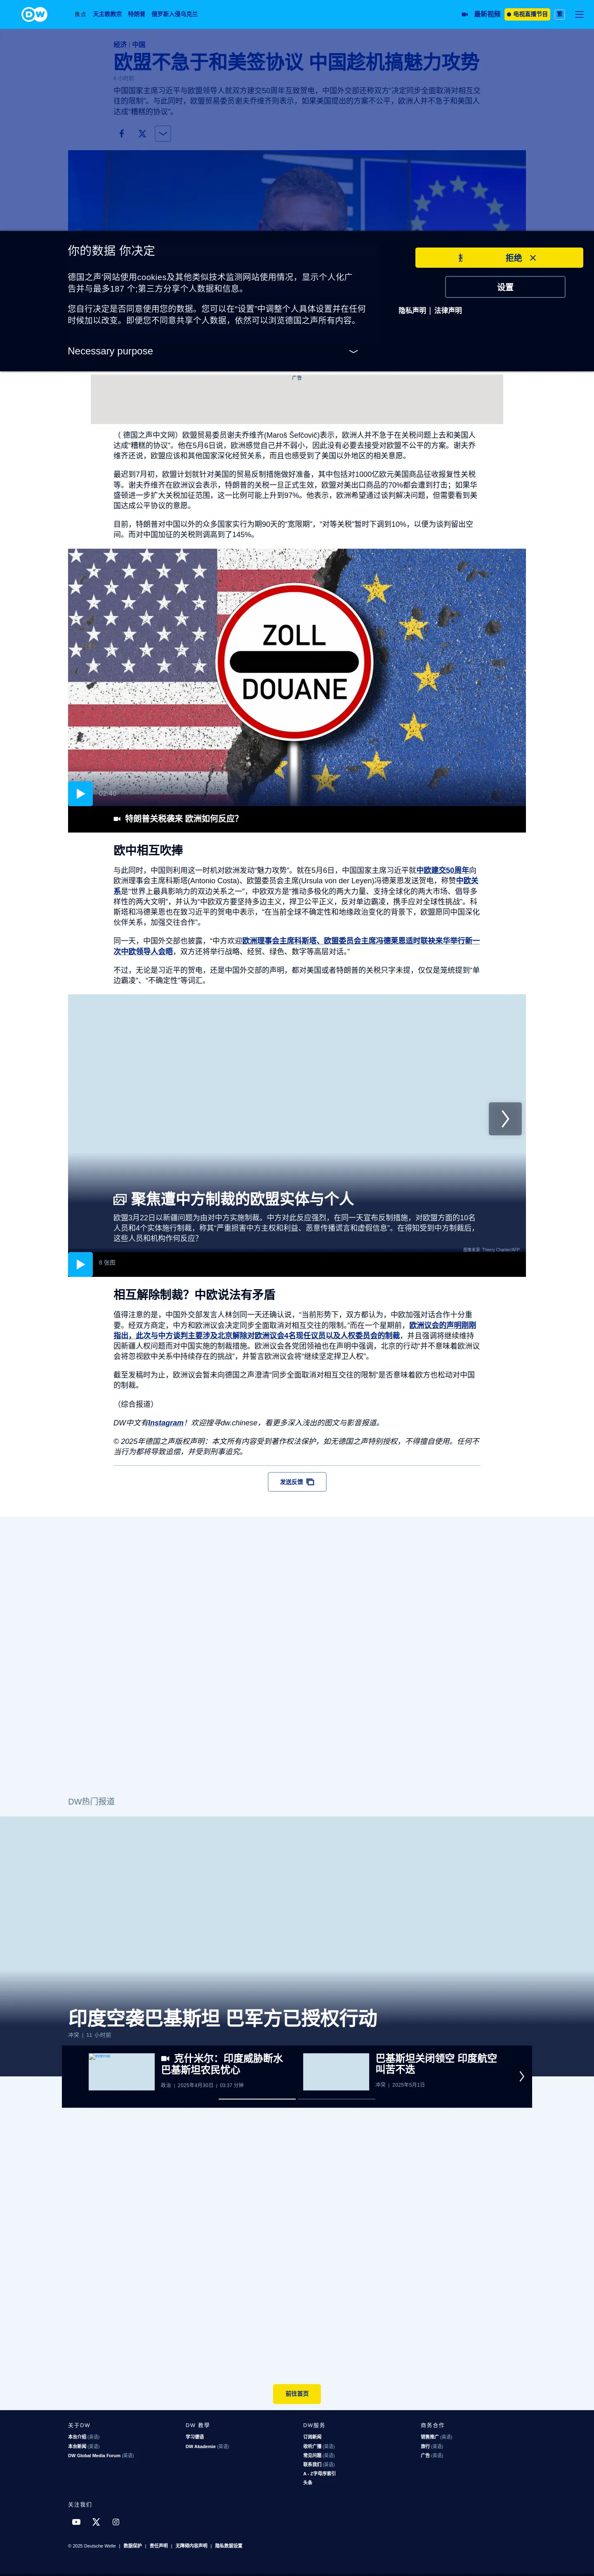 DW
焦点 天主教教宗 特朗普 俄罗斯入侵乌克兰
最新视频 电视直播节目 繁
经济 | 中国
欧盟不急于和美签协议 中国趁机搞魅力攻势
中国国家主席习近平与欧盟领导人就双方建交50周年互致贺电，中国外交部还称双方“决定同步全面取消对相互交
往的限制”。与此同时，欧盟贸易委员谢夫乔维齐则表示，如果美国提出的方案不公平，欧洲人并不急于和美国人
达成“糟糕的协议”。
你的数据 你决定
德国之声‘网站使用cookies及其他类似技术监测网站使用情况，显示个人化广
告并与最多187 个;第三方分享个人数据和信息。
您自行决定是否同意使用您的数据。您可以在“设置”中调整个人具体设置并在任何
时候加以改变。即便您不同意共享个人数据，依然可以浏览德国之声所有内容。
Necessary purpose
拒绝
设置
隐私声明 | 法律声明
广告
（ 德国之声中文网）欧盟贸易委员谢夫乔维齐(Maroš Šefčovič)表示，欧洲人并不急于在关税问题上去和美国人
达成“糟糕的协议”。他在5月6日说，欧洲感觉自己并不弱小，因此没有必要去接受对欧盟不公平的方案。谢夫乔
维齐还说，欧盟应该和其他国家深化经贸关系，而且也感受到了美国以外地区的相关意愿。
最迟到7月初，欧盟计划就针对美国的贸易反制措施做好准备，其中包括对1000亿欧元美国商品征收报复性关税
等。谢夫乔维齐在欧洲议会表示，特朗普的关税一旦正式生效，欧盟对美出口商品的70%都会遭到打击；如果华
盛顿进一步扩大关税加征范围，这一比例可能上升到97%。他表示，欧洲希望通过谈判解决问题，但需要看到美
国达成公平协议的意愿。
目前，特朗普对中国以外的众多国家实行为期90天的“宽限期”，“对等关税”暂时下调到10%，以便为谈判留出空
间。而对中国加征的关税则调高到了145%。
ZOLL
DOUANE
02:40
特朗普关税袭来 欧洲如何反应？
欧中相互吹捧
与此同时，中国则利用这一时机对欧洲发动“魅力攻势”。就在5月6日，中国国家主席习近平就中欧建交50周年向
欧洲理事会主席科斯塔(Antonio Costa)、欧盟委员会主席(Ursula von der Leyen)冯德莱恩发送贺电，称赞中欧关
系是“世界上最具影响力的双边关系之一”，中欧双方是“推动多极化的两大力量、支持全球化的两大市场、倡导多
样性的两大文明”，并认为“中欧双方要坚持多边主义，捍卫公平正义，反对单边霸凌，携手应对全球性挑战”。科
斯塔和冯德莱恩也在致习近平的贺电中表示，“在当前全球不确定性和地缘政治变化的背景下，欧盟愿同中国深化
伙伴关系，加强交往合作”。
同一天，中国外交部也披露，“中方欢迎欧洲理事会主席科斯塔、欧盟委员会主席冯德莱恩适时联袂来华举行新一
次中欧领导人会晤，双方还将举行战略、经贸、绿色、数字等高层对话。”
不过，无论是习近平的贺电，还是中国外交部的声明，都对美国或者特朗普的关税只字未提，仅仅是笼统提到“单
边霸凌”、“不确定性”等词汇。
聚焦遭中方制裁的欧盟实体与个人
欧盟3月22日以新疆问题为由对中方实施制裁。中方对此反应强烈，在同一天宣布反制措施，对欧盟方面的10名
人员和4个实体施行制裁，称其“严重损害中方主权和利益、恶意传播谎言和虚假信息”。在得知受到中方制裁后，
这些人员和机构作何反应？
图像来源: Thierry Charlier/AFP
8 张图
相互解除制裁？中欧说法有矛盾
值得注意的是，中国外交部发言人林剑同一天还确认说，“当前形势下，双方都认为，中欧加强对话合作十分重
要。经双方商定，中方和欧洲议会决定同步全面取消对相互交往的限制。”而在一个星期前，欧洲议会的声明刚刚
指出，此次与中方谈判主要涉及北京解除对欧洲议会4名现任议员以及人权委员会的制裁，并且强调将继续维持
因新疆人权问题而对中国实施的制裁措施。欧洲议会各党团领袖也在声明中强调，北京的行动“并不意味着欧洲议
会将忽视欧中关系中持续存在的挑战”，并誓言欧洲议会将“继续坚定捍卫人权”。
截至发稿时为止，欧洲议会暂未向德国之声澄清“同步全面取消对相互交往的限制”是否意味着欧方也松动对中国
的制裁。
（综合报道）
DW中文有Instagram！欢迎搜寻dw.chinese，看更多深入浅出的图文与影音报道。
© 2025年德国之声版权声明：本文所有内容受到著作权法保护，如无德国之声特别授权，不得擅自使用。任何不
当行为都将导致追偿，并受到刑事追究。
发送反馈
DW热门报道
印度空袭巴基斯坦 巴军方已授权行动
冲突 | 11 小时前
克什米尔：印度威胁断水
巴基斯坦农民忧心
政治 | 2025年4月30日 | 03:37 分钟
巴基斯坦关闭领空 印度航空
叫苦不迭
冲突 | 2025年5月1日
前往首页
关于DW
本台介绍 (英语)
本台新闻 (英语)
DW Global Media Forum (英语)
DW 教学
学习德语
DW Akademie (英语)
DW服务
订阅新闻
收听广播 (英语)
常见问题 (英语)
联系我们 (英语)
A - Z字母序索引
头条
商务合作
销售推广 (英语)
旅行 (英语)
广告 (英语)
关注我们
© 2025 Deutsche Welle | 数据保护 | 责任声明 | 无障碍内容声明 | 隐私数据设置